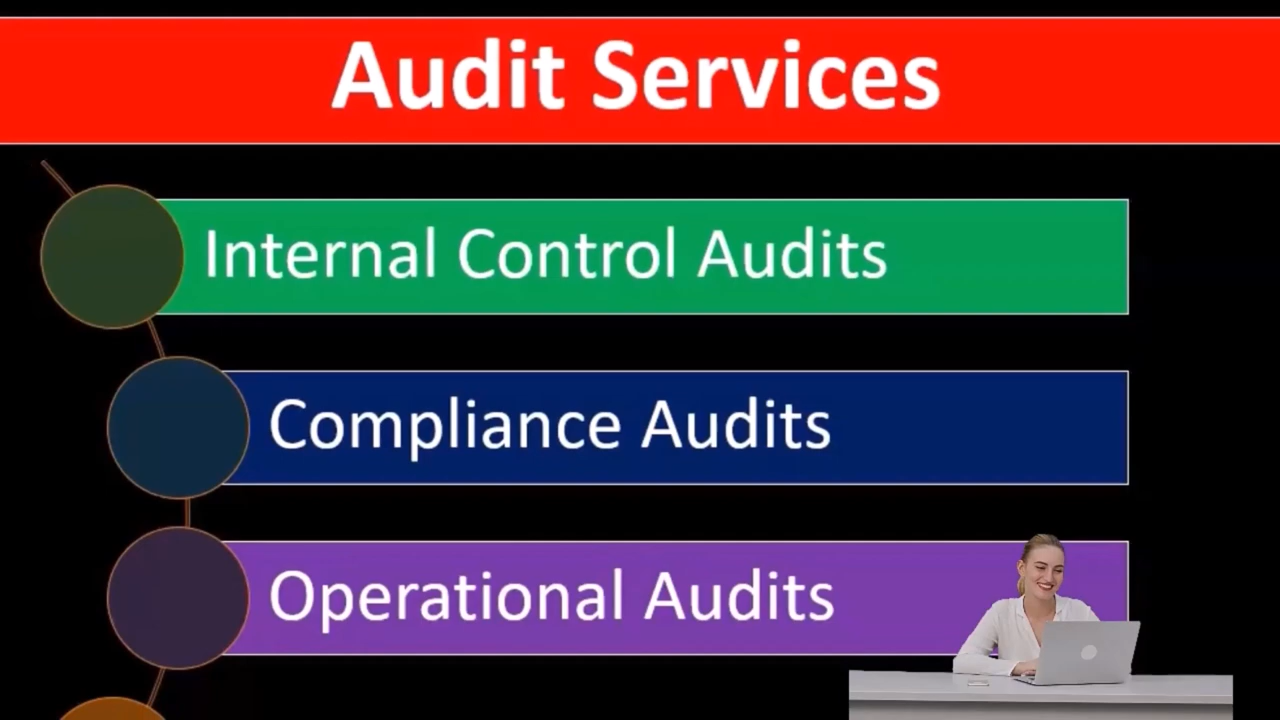 Audit Services
Internal Control Audits
Compliance Audits
Operational Audits